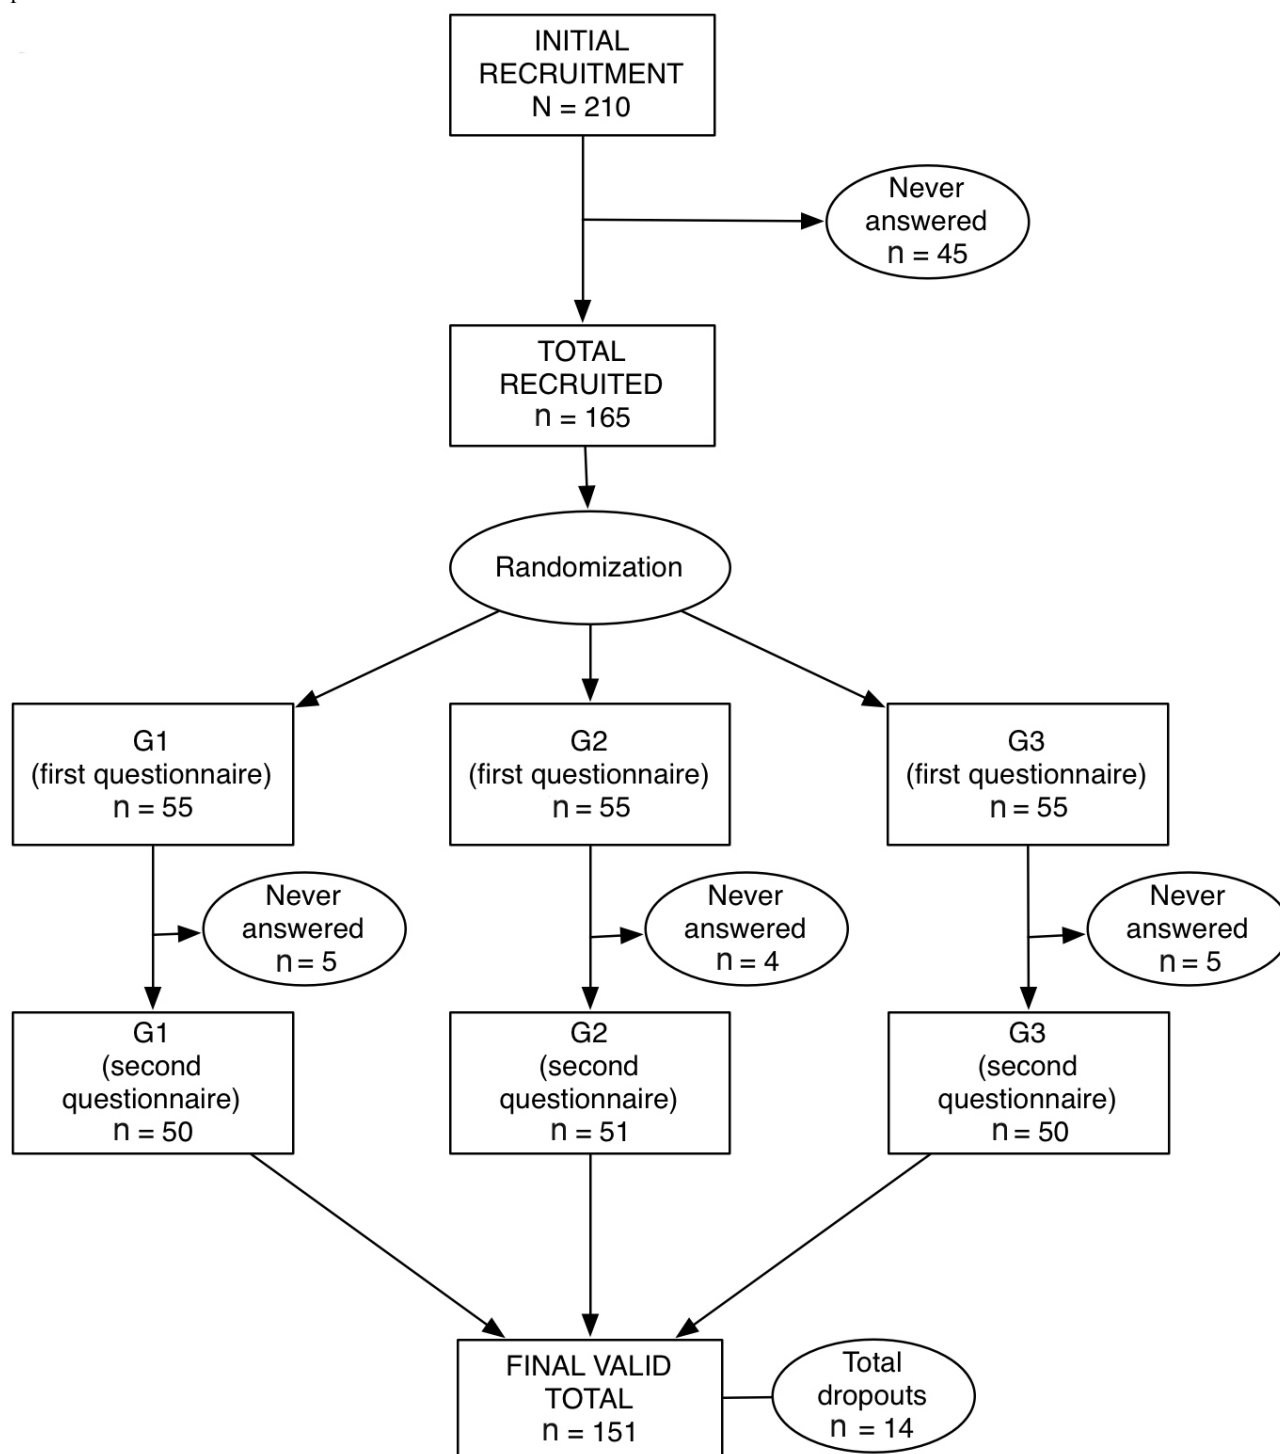 INITIAL
RECRUITMENT
N = 210
Never
answered
n = 45
TOTAL
RECRUITED
n = 165
Randomization
G1
(first questionnaire)
n = 55
G2
(first questionnaire)
n = 55
G3
(first questionnaire)
n = 55
Never
answered
n = 5
Never
answered
n = 4
Never
answered
n = 5
G1
(second
questionnaire)
n = 50
G2
(second
questionnaire)
n = 51
G3
(second
questionnaire)
n = 50
FINAL VALID
TOTAL
n = 151
Total
dropouts
n = 14